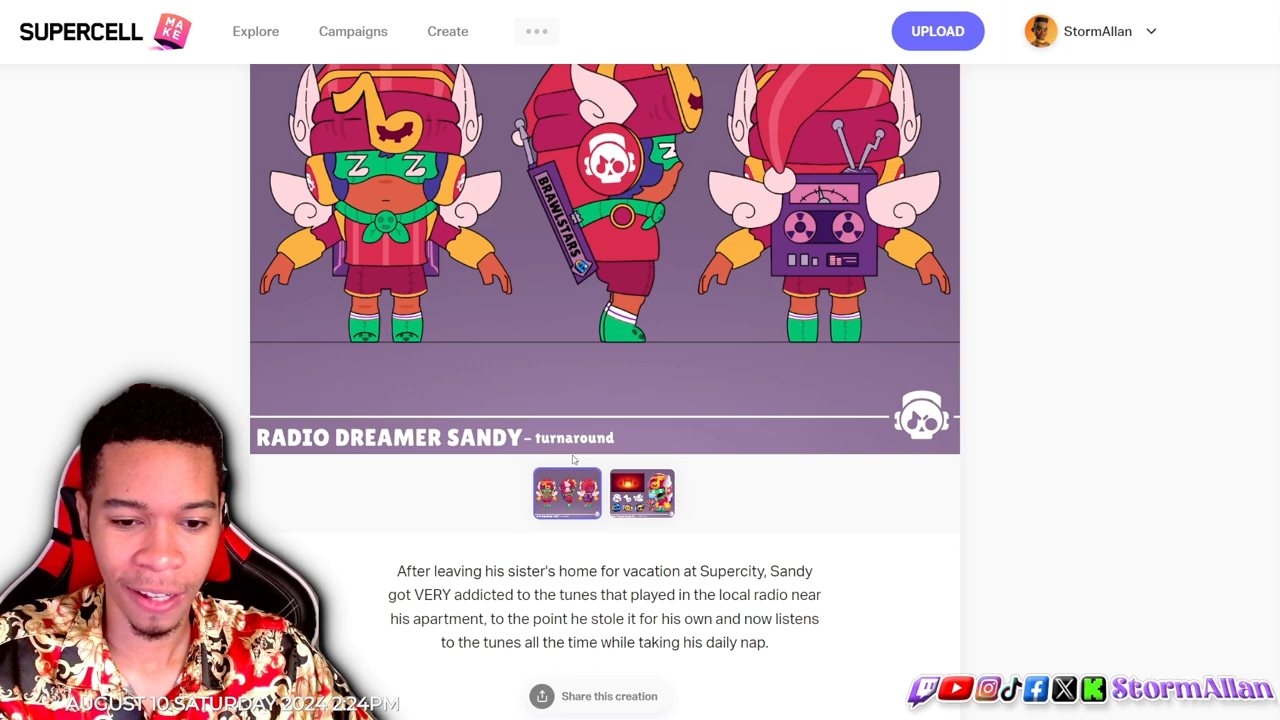 SUPERCELL MAKE Explore Campaigns Create UPLOAD StormAllan
Z Z
Z
BRAWLSTARS
RADIO DREAMER SANDY - turnaround
After leaving his sister's home for vacation at Supercity, Sandy
got VERY addicted to the tunes that played in the local radio near
his apartment, to the point he stole it for his own and now listens
to the tunes all the time while taking his daily nap.
Share this creation
AUGUST 10 SATURDAY 2024 2:24PM
StormAllan